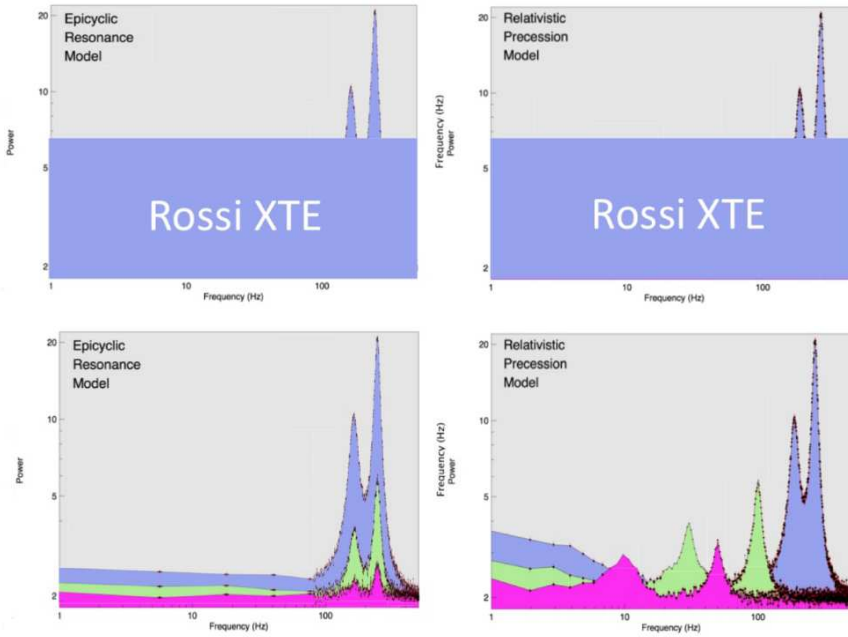 20
10
5
2
Power
Epicyclic
Resonance
Model
Rossi XTE
1
10
100
Frequency (Hz)
20
10
5
2
Frequency (Hz)
Power
Relativistic
Precession
Model
Rossi XTE
1
10
100
Frequency (Hz)
20
10
5
2
Power
Epicyclic
Resonance
Model
1
10
100
Frequency (Hz)
20
10
5
2
Frequency (Hz)
Power
Relativistic
Precession
Model
1
10
100
Frequency (Hz)